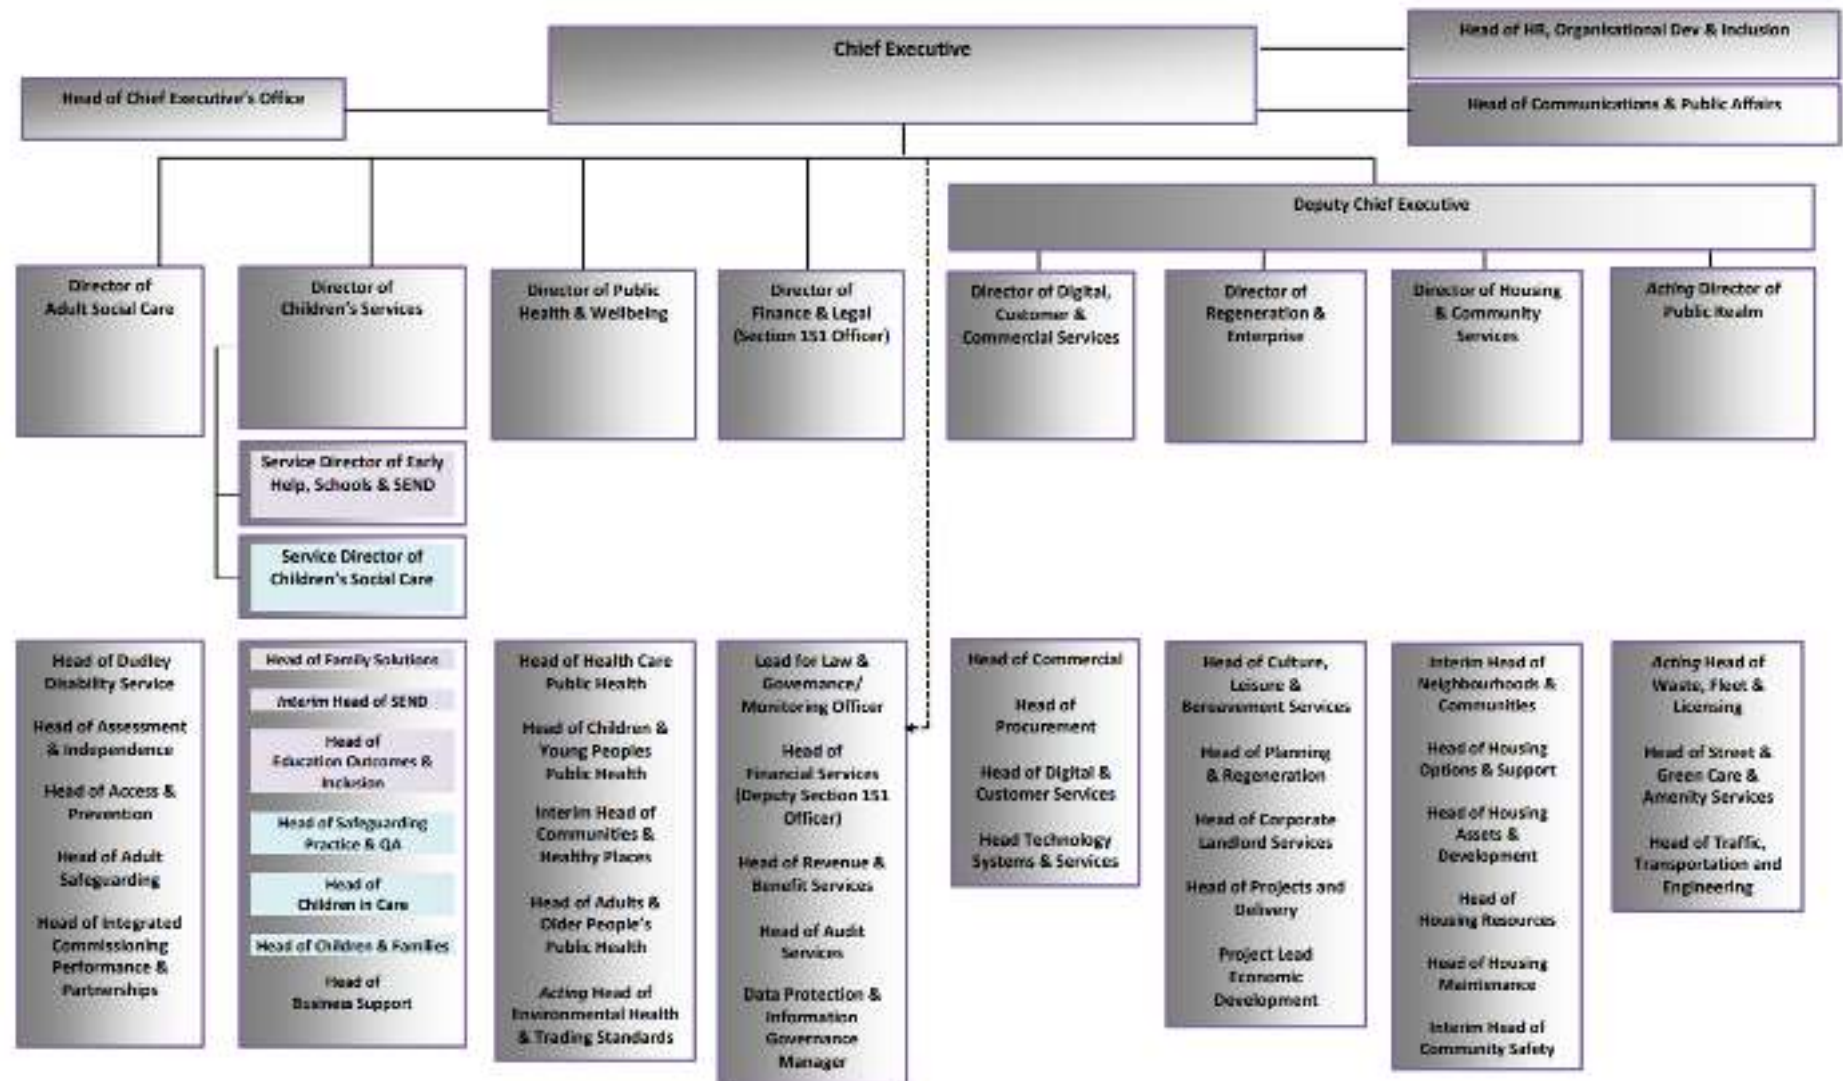 Chief Executive
Head of HR, Organisational Dev & Inclusion
Head of Chief Executive's Office
Head of Communications & Public Affairs
Deputy Chief Executive
Director of
Adult Social Care
Director of
Children's Services
Director of Public
Health & Wellbeing
Director of
Finance & Legal
(Section 151 Officer)
Director of Digital,
Customer &
Commercial Services
Director of
Regeneration &
Enterprise
Director of Housing
& Community
Services
Acting Director of
Public Realm
Service Director of Early
Help, Schools & SEND
Service Director of
Children's Social Care
Head of Dudley
Disability Service
Head of Assessment
& Independence
Head of Access &
Prevention
Head of Adult
Safeguarding
Head of Integrated
Commissioning
Performance &
Partnerships
Head of Family Solutions
Interim Head of SEND
Head of
Education Outcomes &
Inclusion
Head of Safeguarding
Practice & QA
Head of
Children in Care
Head of Children & Families
Head of
Business Support
Head of Health Care
Public Health
Head of Children &
Young Peoples
Public Health
Interim Head of
Communities &
Healthy Places
Head of Adults &
Older People's
Public Health
Acting Head of
Environmental Health
& Trading Standards
Lead for Law &
Governance/
Monitoring Officer
Head of
Financial Services
(Deputy Section 151
Officer)
Head of Revenue &
Benefit Services
Head of Audit
Services
Data Protection &
Information
Governance
Manager
Head of Commercial
Head of
Procurement
Head of Digital &
Customer Services
Head Technology
Systems & Services
Head of Culture,
Leisure &
Bereavement Services
Head of Planning
& Regeneration
Head of Corporate
Landlord Services
Head of Projects and
Delivery
Project Lead
Economic
Development
Interim Head of
Neighbourhoods &
Communities
Head of Housing
Options & Support
Head of Housing
Assets &
Development
Head of
Housing Resources
Head of Housing
Maintenance
Interim Head of
Community Safety
Acting Head of
Waste, Fleet &
Licensing
Head of Street &
Green Care &
Amenity Services
Head of Traffic,
Transportation and
Engineering